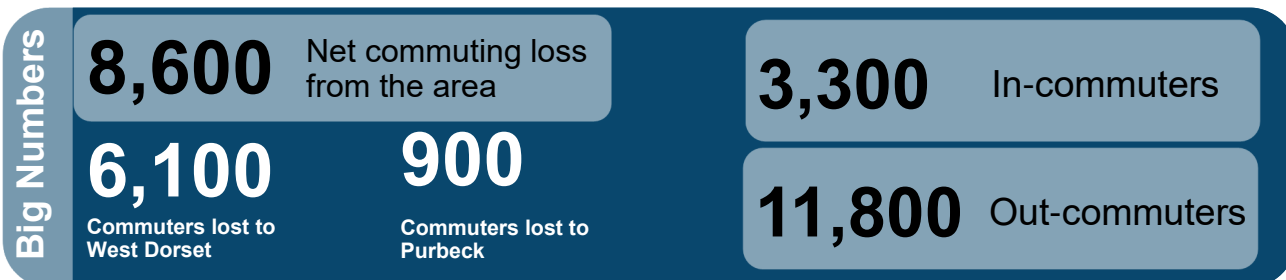 Big Numbers
8,600
Net commuting loss
from the area
6,100
Commuters lost to
West Dorset
900
Commuters lost to
Purbeck
3,300
In-commuters
11,800
Out-commuters